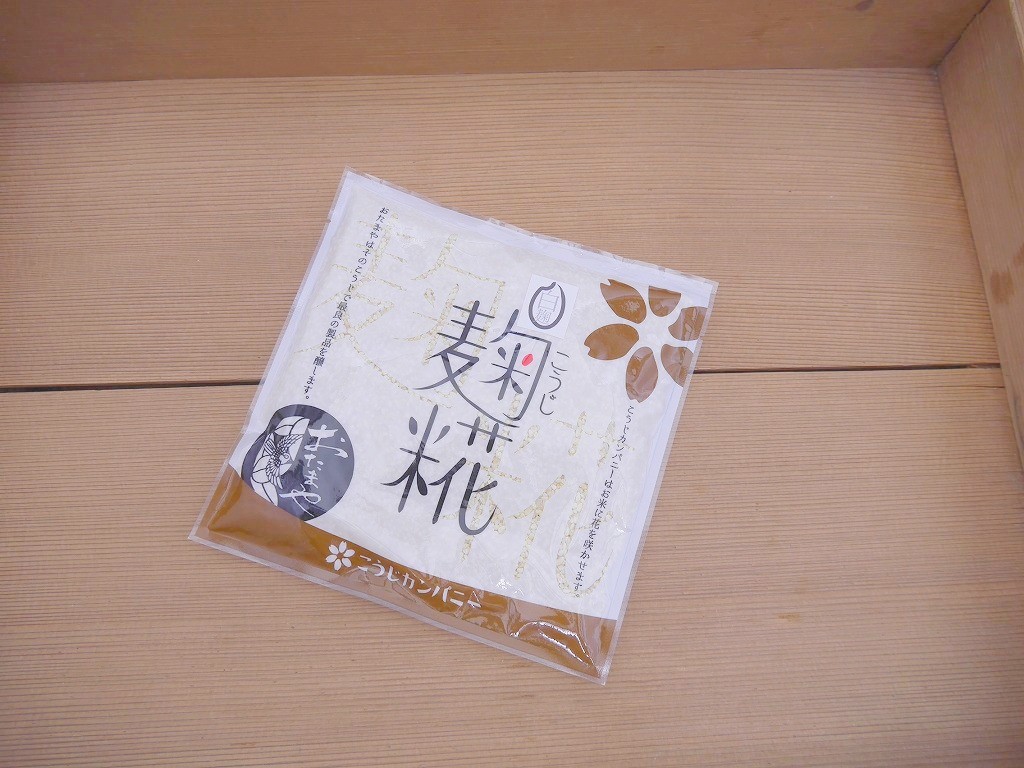 おたまやはそのこうじで最良の製品を醸します。
白
麹
こうじ
糀
こうじカンパニーはお米に花を咲かせます。
おたまや
こうじカンパニー